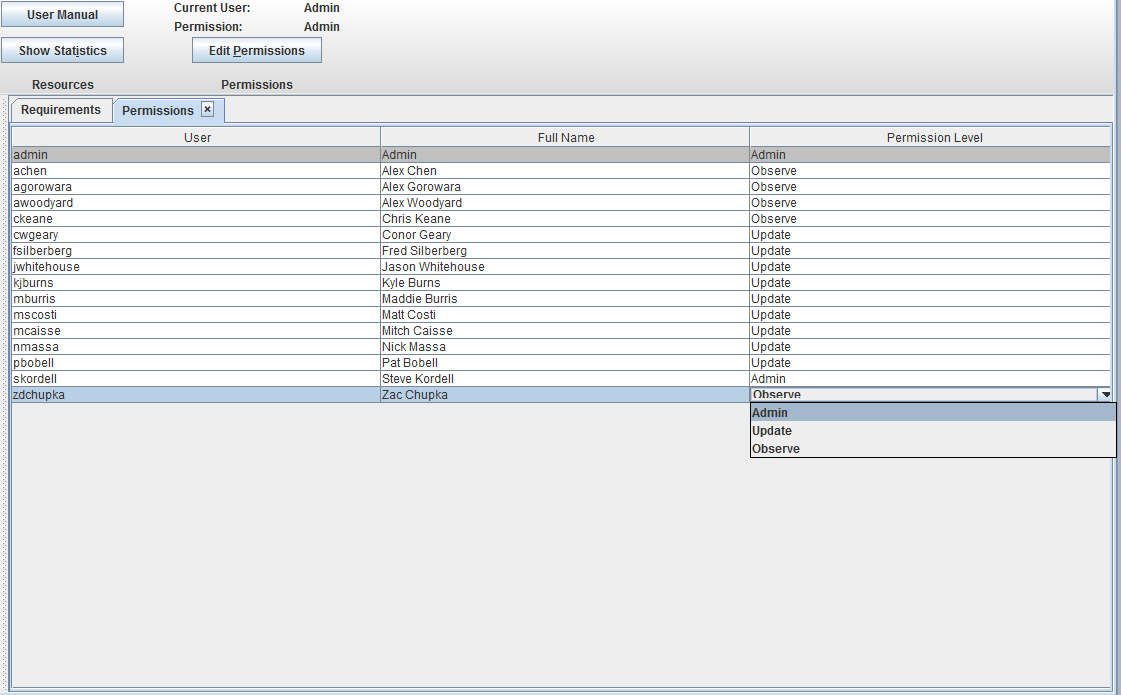 User Manual
Current User: Admin
Permission: Admin
Show Statistics
Edit Permissions
Resources
Permissions
Requirements
Permissions
User Full Name Permission Level
admin Admin Admin
achen Alex Chen Observe
agorowara Alex Gorowara Observe
awoodyard Alex Woodyard Observe
ckeane Chris Keane Observe
cwgeary Conor Geary Update
fsilberberg Fred Silberberg Update
jwhitehouse Jason Whitehouse Update
kjburns Kyle Burns Update
mburris Maddie Burris Update
mscosti Matt Costi Update
mcaisse Mitch Caisse Update
nmassa Nick Massa Update
pbobell Pat Bobell Update
skordell Steve Kordell Admin
zdchupka Zac Chupka Observe
Admin
Update
Observe